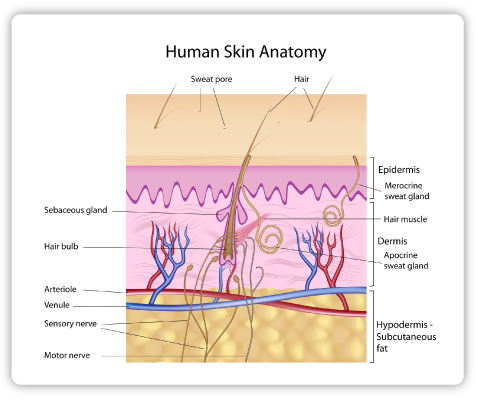 Human Skin Anatomy
Sweat pore
Hair
Epidermis
Merocrine
sweat gland
Sebaceous gland
Hair muscle
Dermis
Hair bulb
Apocrine
sweat gland
Arteriole
Venule
Sensory nerve
Hypodermis -
Subcutaneous
fat
Motor nerve